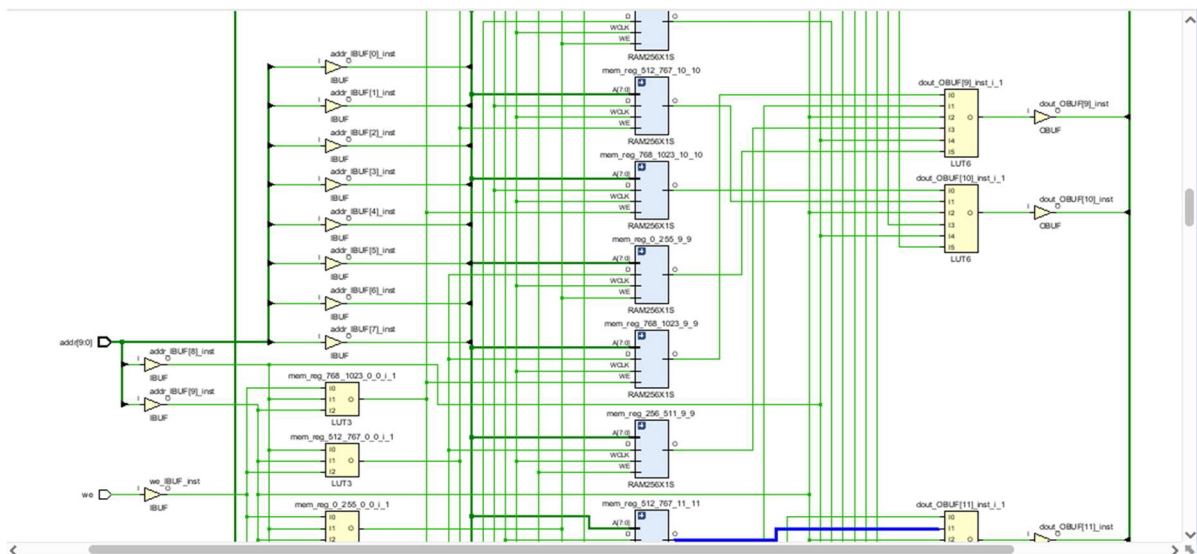 D
WCLK
WE
O
RAM256X1S
addr_IBUF[0]_inst
I
O
IBUF
addr_IBUF[1]_inst
I
O
IBUF
addr_IBUF[2]_inst
I
O
IBUF
addr_IBUF[3]_inst
I
O
IBUF
addr_IBUF[4]_inst
I
O
IBUF
addr_IBUF[5]_inst
I
O
IBUF
addr_IBUF[6]_inst
I
O
IBUF
addr_IBUF[7]_inst
I
O
IBUF
addr[9:0]
addr_IBUF[8]_inst
I
O
IBUF
addr_IBUF[9]_inst
I
O
IBUF
mem_reg_768_1023_0_0_i_1
I0
I1
I2
O
LUT3
mem_reg_512_767_0_0_i_1
I0
I1
I2
O
LUT3
we
we_IBUF_inst
I
O
IBUF
mem_reg_0_255_0_0_i_1
I0
I1
I2
O
mem_reg_512_767_10_10
A[7:0]
D
WCLK
WE
O
RAM256X1S
mem_reg_768_1023_10_10
A[7:0]
D
WCLK
WE
O
RAM256X1S
mem_reg_0_255_9_9
A[7:0]
D
WCLK
WE
O
RAM256X1S
mem_reg_768_1023_9_9
A[7:0]
D
WCLK
WE
O
RAM256X1S
mem_reg_256_511_9_9
A[7:0]
D
WCLK
WE
O
RAM256X1S
mem_reg_512_767_11_11
A[7:0]
D
O
dout_OBUF[9]_inst_i_1
I0
I1
I2
I3
I4
I5
O
LUT6
dout_OBUF[9]_inst
I
O
OBUF
dout_OBUF[10]_inst_i_1
I0
I1
I2
I3
I4
I5
O
LUT6
dout_OBUF[10]_inst
I
O
OBUF
dout_OBUF[11]_inst_i_1
I0
I1
I2
O
dout_OBUF[11]_inst
I
O